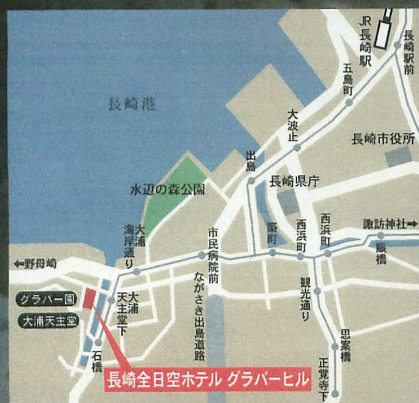 JR長崎駅
長崎駅前
五島町
長崎港
大波止
長崎市役所
出島
長崎県庁
水辺の森公園
諏訪神社→
西浜町
西浜町
築町
賑橋
市民病院前
大浦海岸通り
←野母崎
ながさき出島道路
観光通り
グラバー園
大浦天主堂
大浦天主堂下
石橋
思案橋
正覚寺下
長崎全日空ホテル グラバーヒル